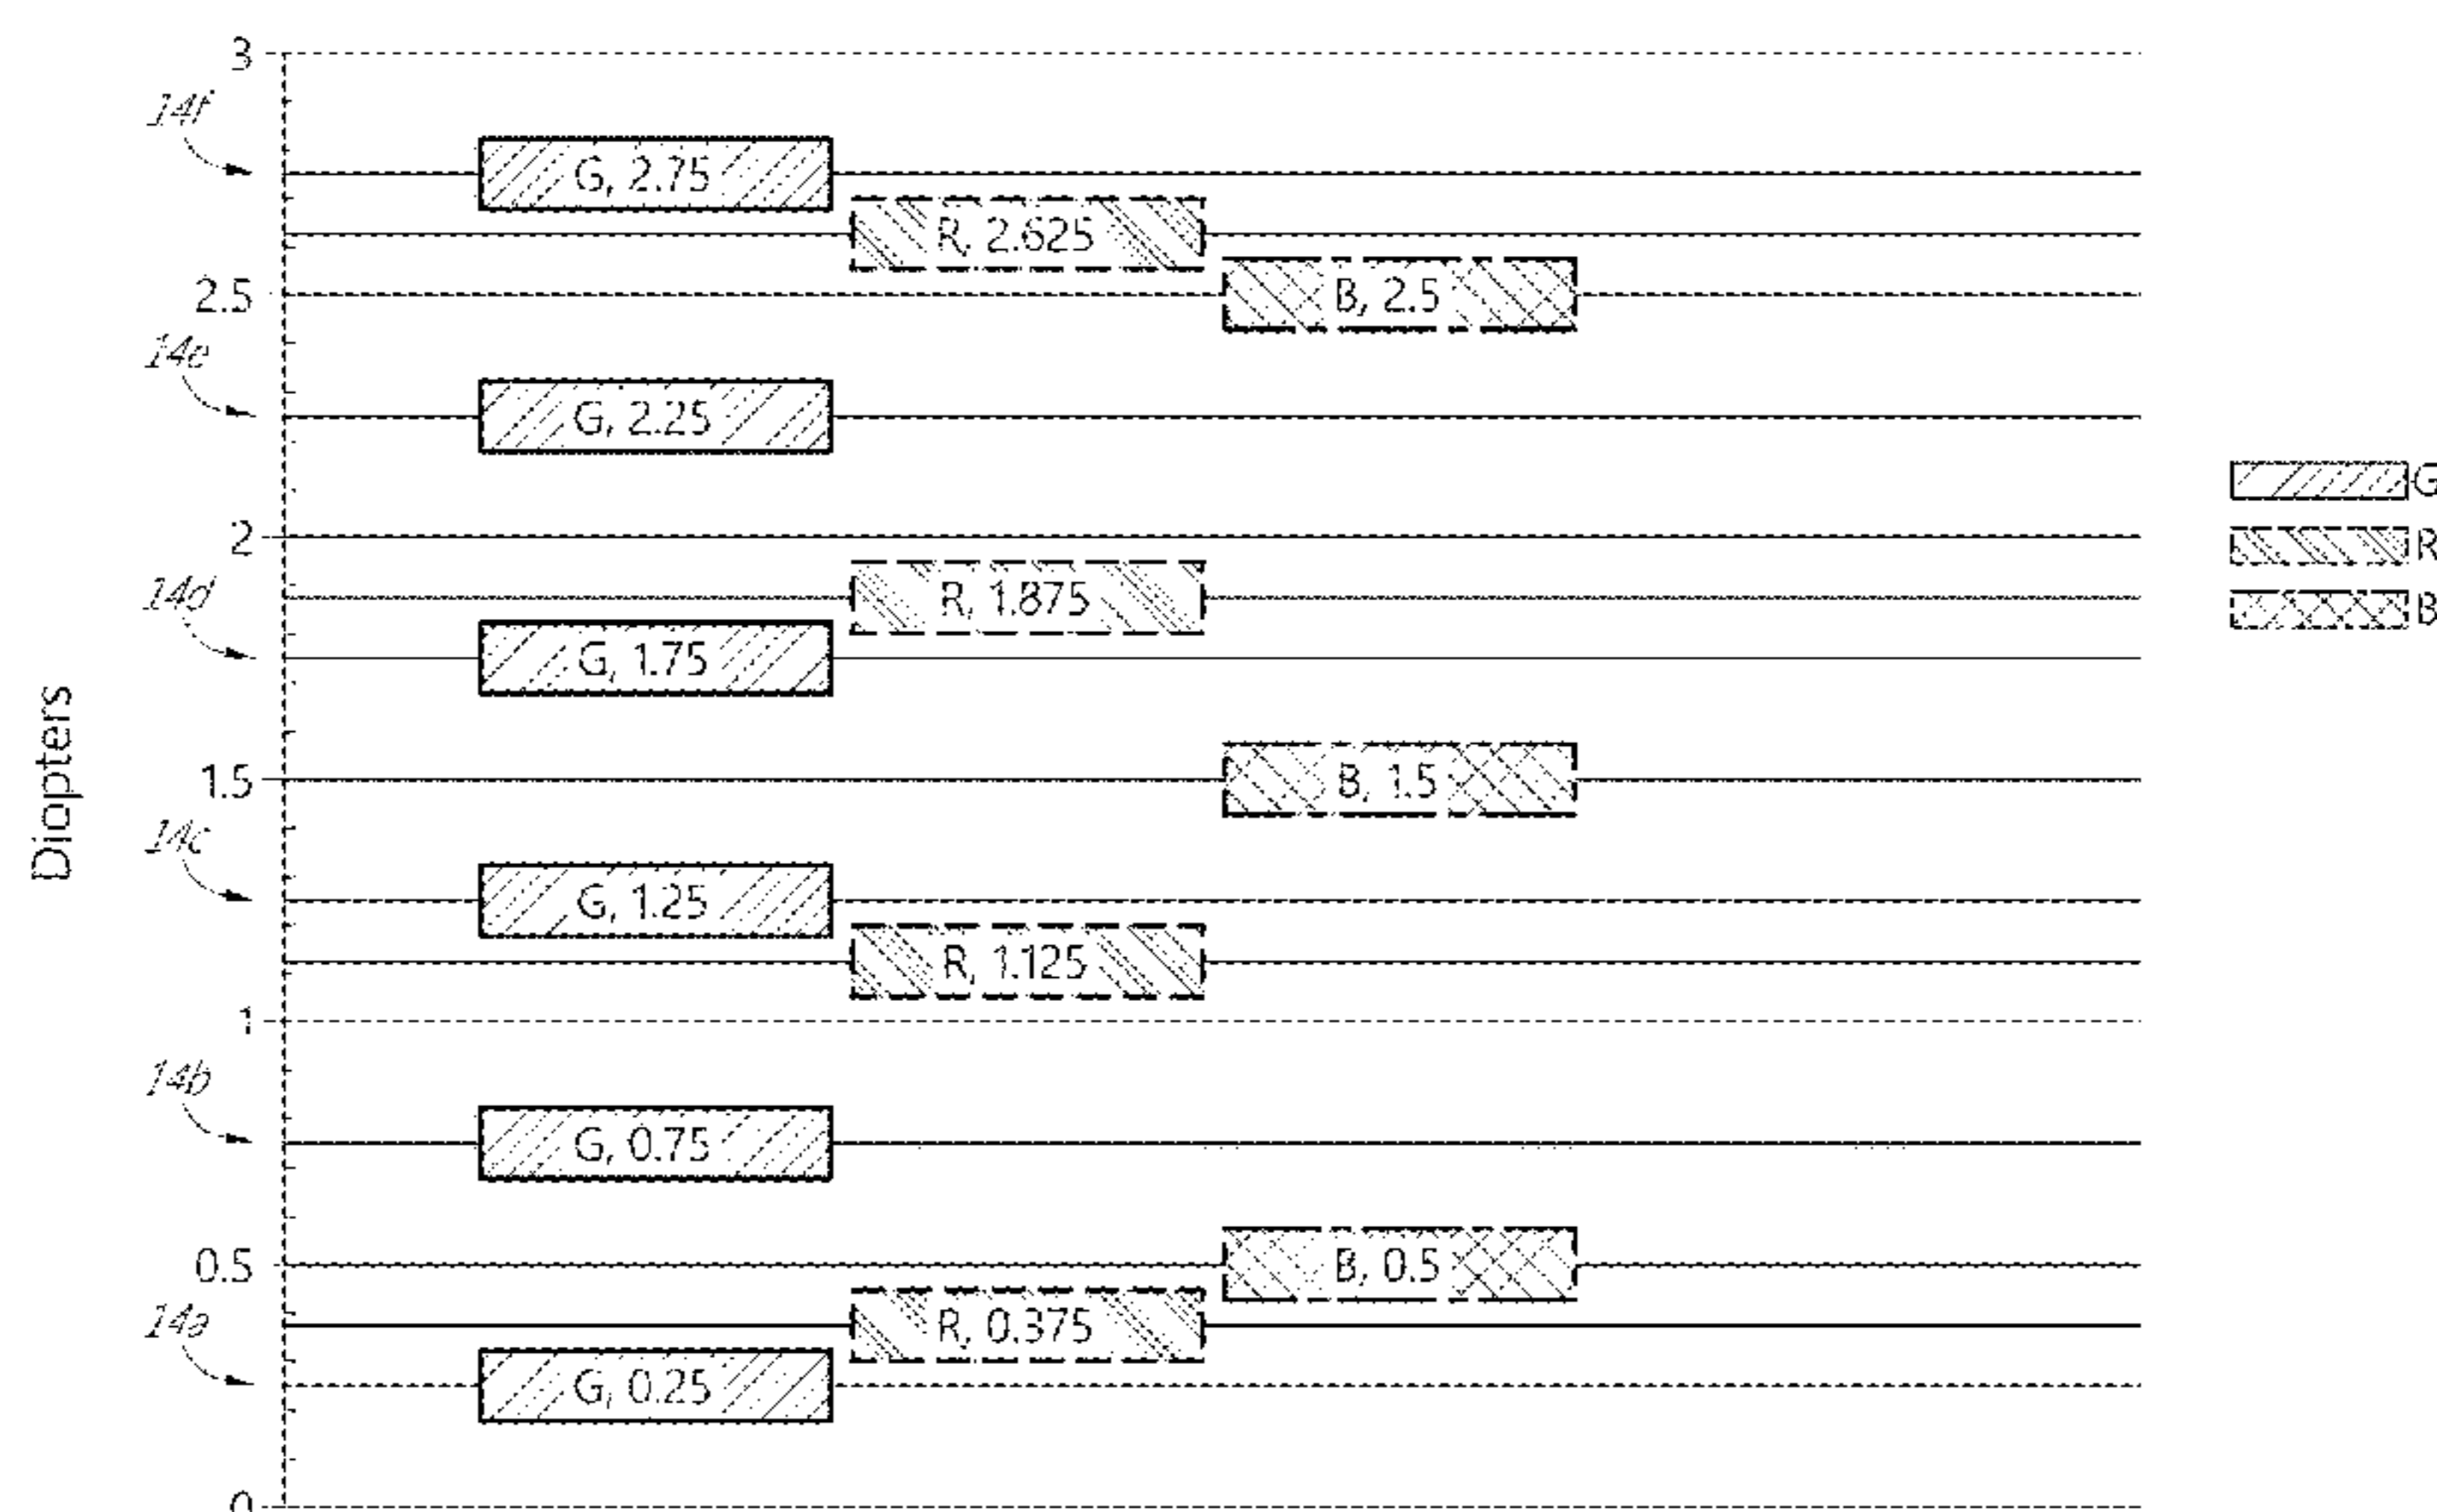 3
14f
G, 2.75
R, 2.625
2.5
B, 2.5
14e
G, 2.25
G
2
R
14d
R, 1.875
B
G, 1.75
Diopters
1.5
B, 1.5
14c
G, 1.25
R, 1.125
1
14b
G, 0.75
0.5
B, 0.5
14a
R, 0.375
G, 0.25
0